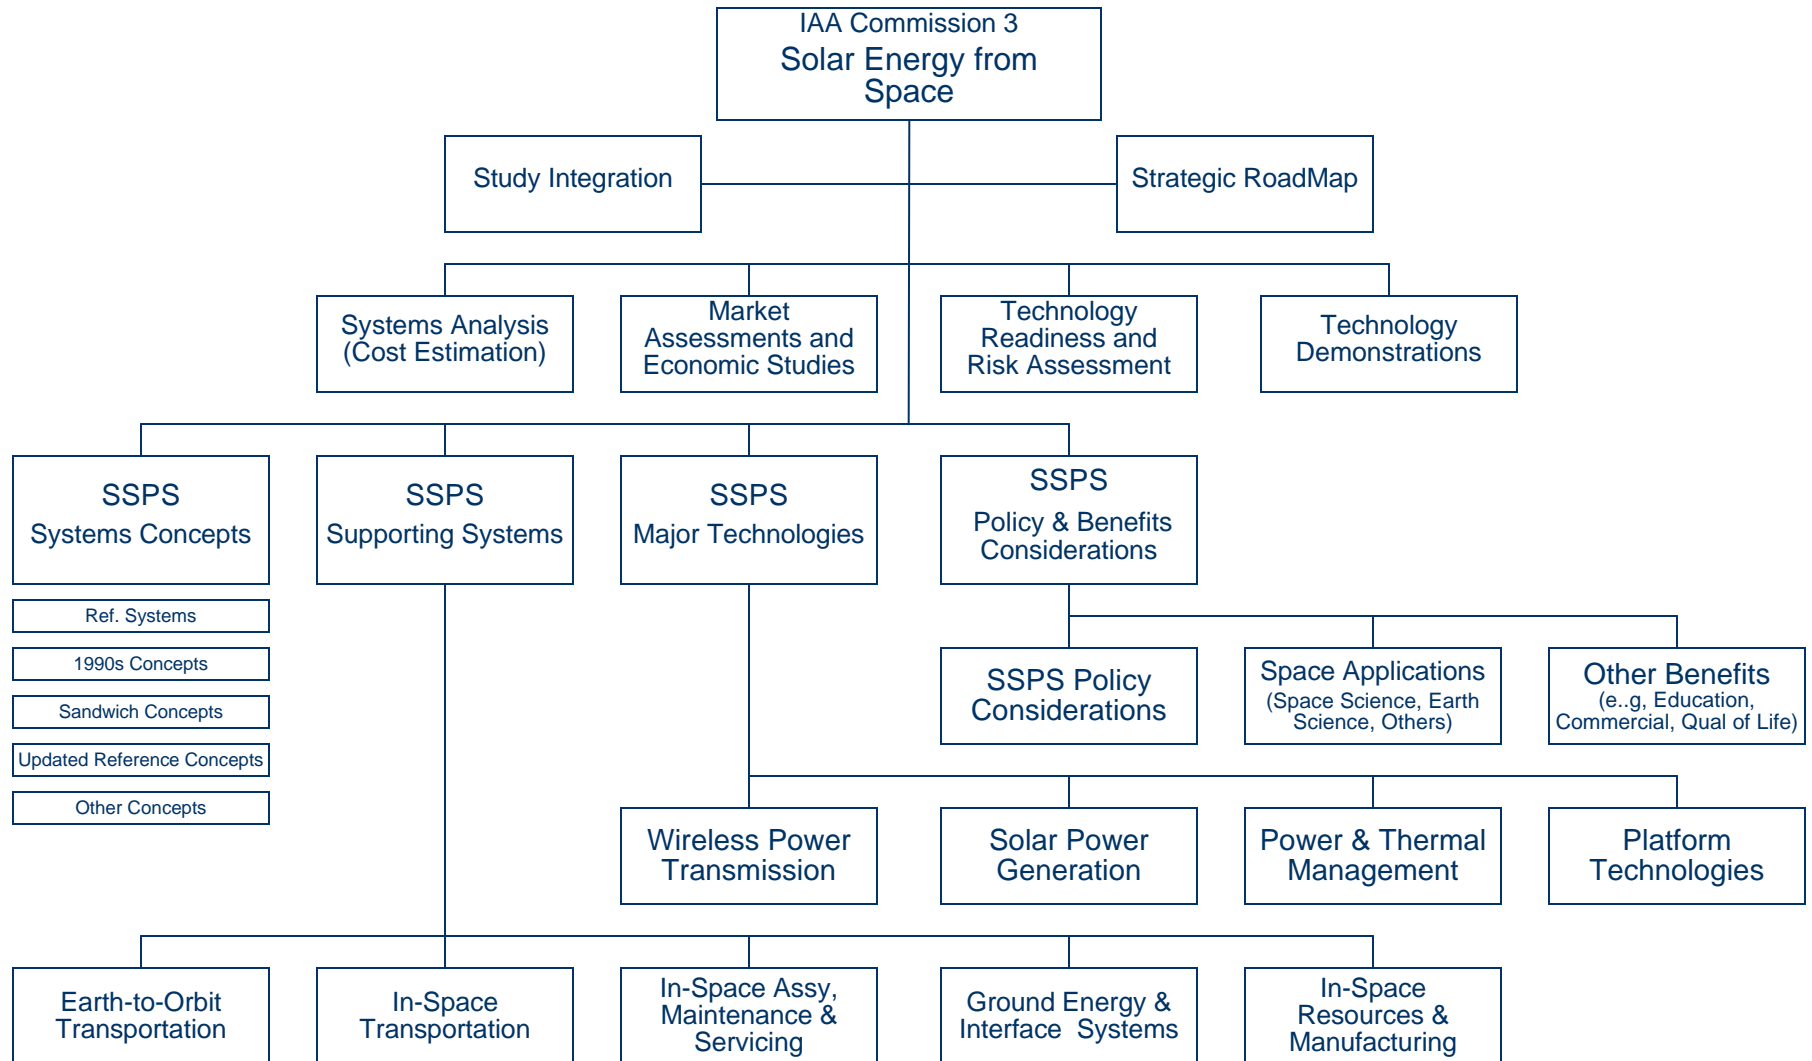 IAA Commission 3
Solar Energy from
Space
Study Integration
Strategic RoadMap
Systems Analysis
(Cost Estimation)
Market
Assessments and
Economic Studies
Technology
Readiness and
Risk Assessment
Technology
Demonstrations
SSPS
Systems Concepts
SSPS
Supporting Systems
SSPS
Major Technologies
SSPS
Policy & Benefits
Considerations
Ref. Systems
1990s Concepts
Sandwich Concepts
Updated Reference Concepts
Other Concepts
SSPS Policy
Considerations
Space Applications
(Space Science, Earth
Science, Others)
Other Benefits
(e..g, Education,
Commercial, Qual of Life)
Wireless Power
Transmission
Solar Power
Generation
Power & Thermal
Management
Platform
Technologies
Earth-to-Orbit
Transportation
In-Space
Transportation
In-Space Assy,
Maintenance &
Servicing
Ground Energy &
Interface  Systems
In-Space
Resources &
Manufacturing